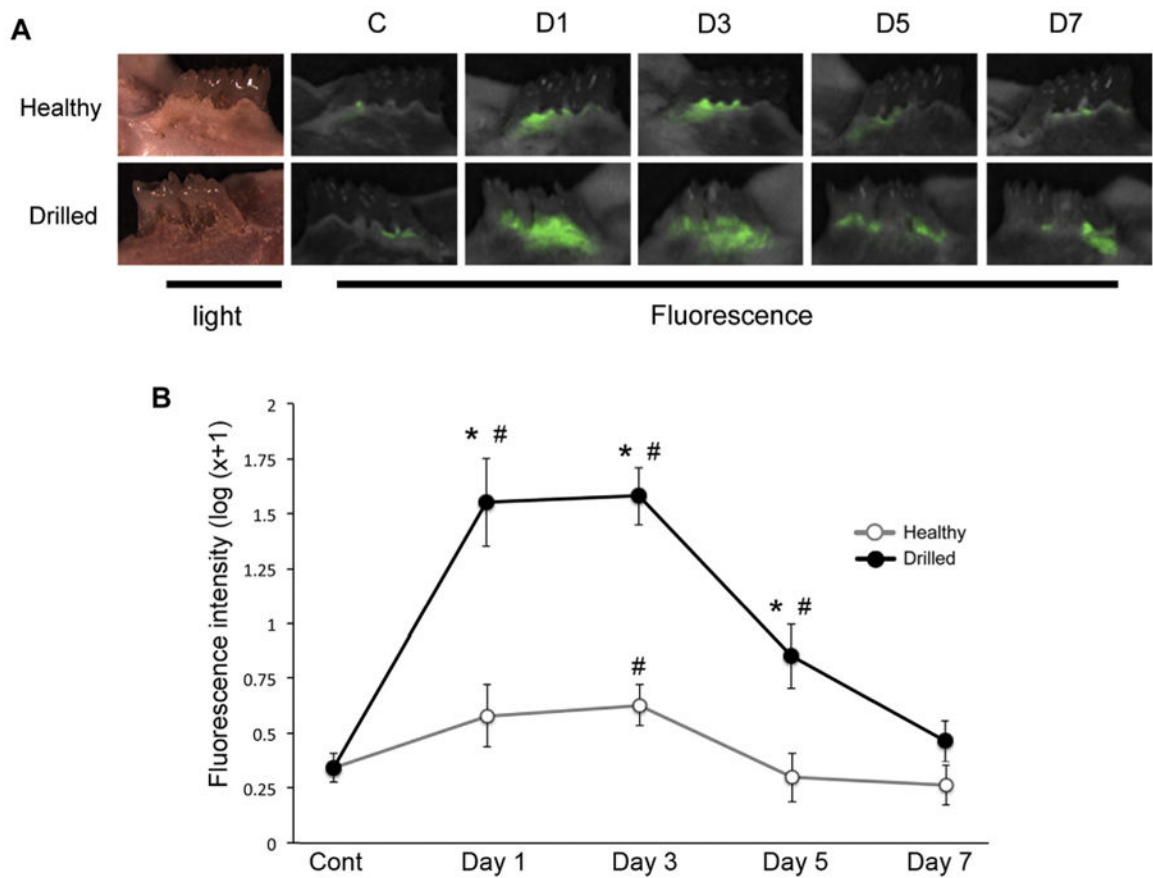 A
C D1 D3 D5 D7
Healthy
Drilled
light Fluorescence
B
Fluorescence intensity (log (x+1)
2
1.75
1.5
1.25
1
0.75
0.5
0.25
0
* #
* #
* #
#
Healthy
Drilled
Cont Day 1 Day 3 Day 5 Day 7